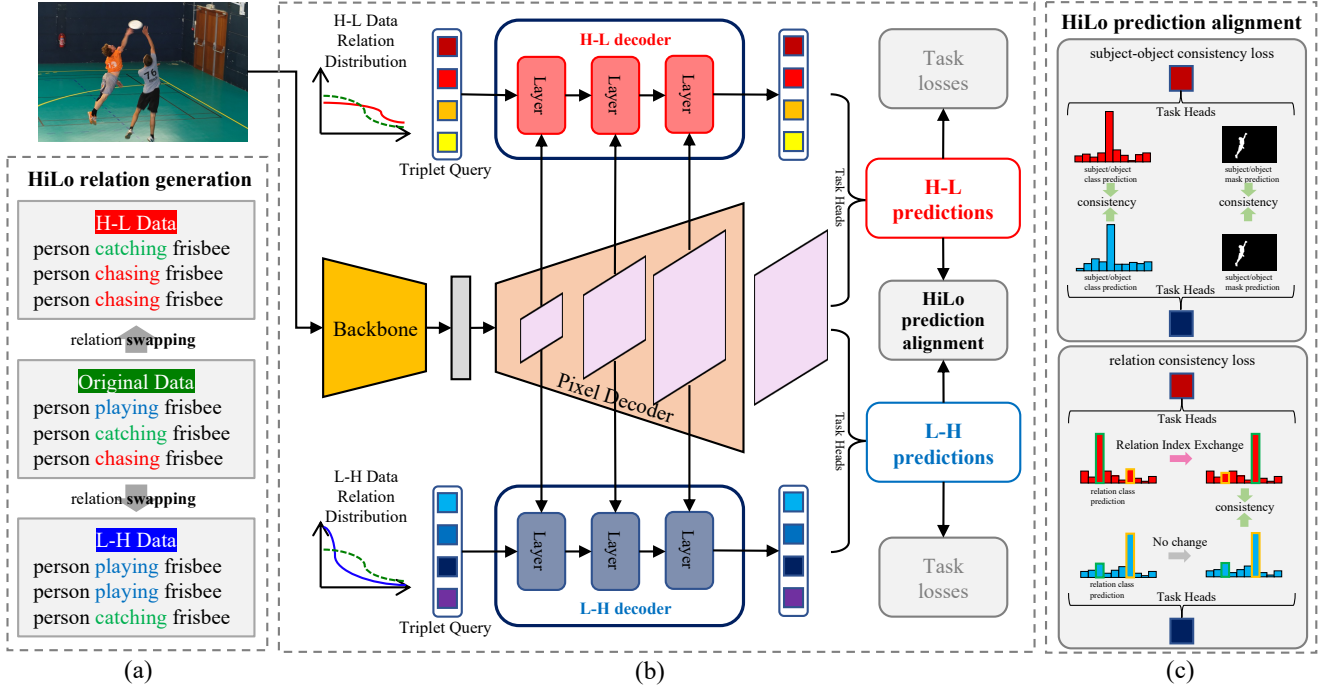 HiLo relation generation
H-L Data
person catching frisbee
person chasing frisbee
person chasing frisbee
relation swapping
Original Data
person playing frisbee
person catching frisbee
person chasing frisbee
relation swapping
L-H Data
person playing frisbee
person playing frisbee
person catching frisbee
(a)
H-L Data
Relation
Distribution
Triplet Query
H-L decoder
Layer
Layer
Layer
Backbone
Pixel Decoder
L-H Data
Relation
Distribution
Triplet Query
Layer
Layer
Layer
L-H decoder
Task Heads
Task Heads
Task
losses
H-L
predictions
HiLo
prediction
alignment
L-H
predictions
Task
losses
(b)
HiLo prediction alignment
subject-object consistency loss
Task Heads
subject/object
class prediction
subject/object
mask prediction
consistency
consistency
subject/object
class prediction
subject/object
mask prediction
Task Heads
relation consistency loss
Task Heads
Relation Index Exchange
relation class
prediction
consistency
No change
relation class
prediction
Task Heads
(c)